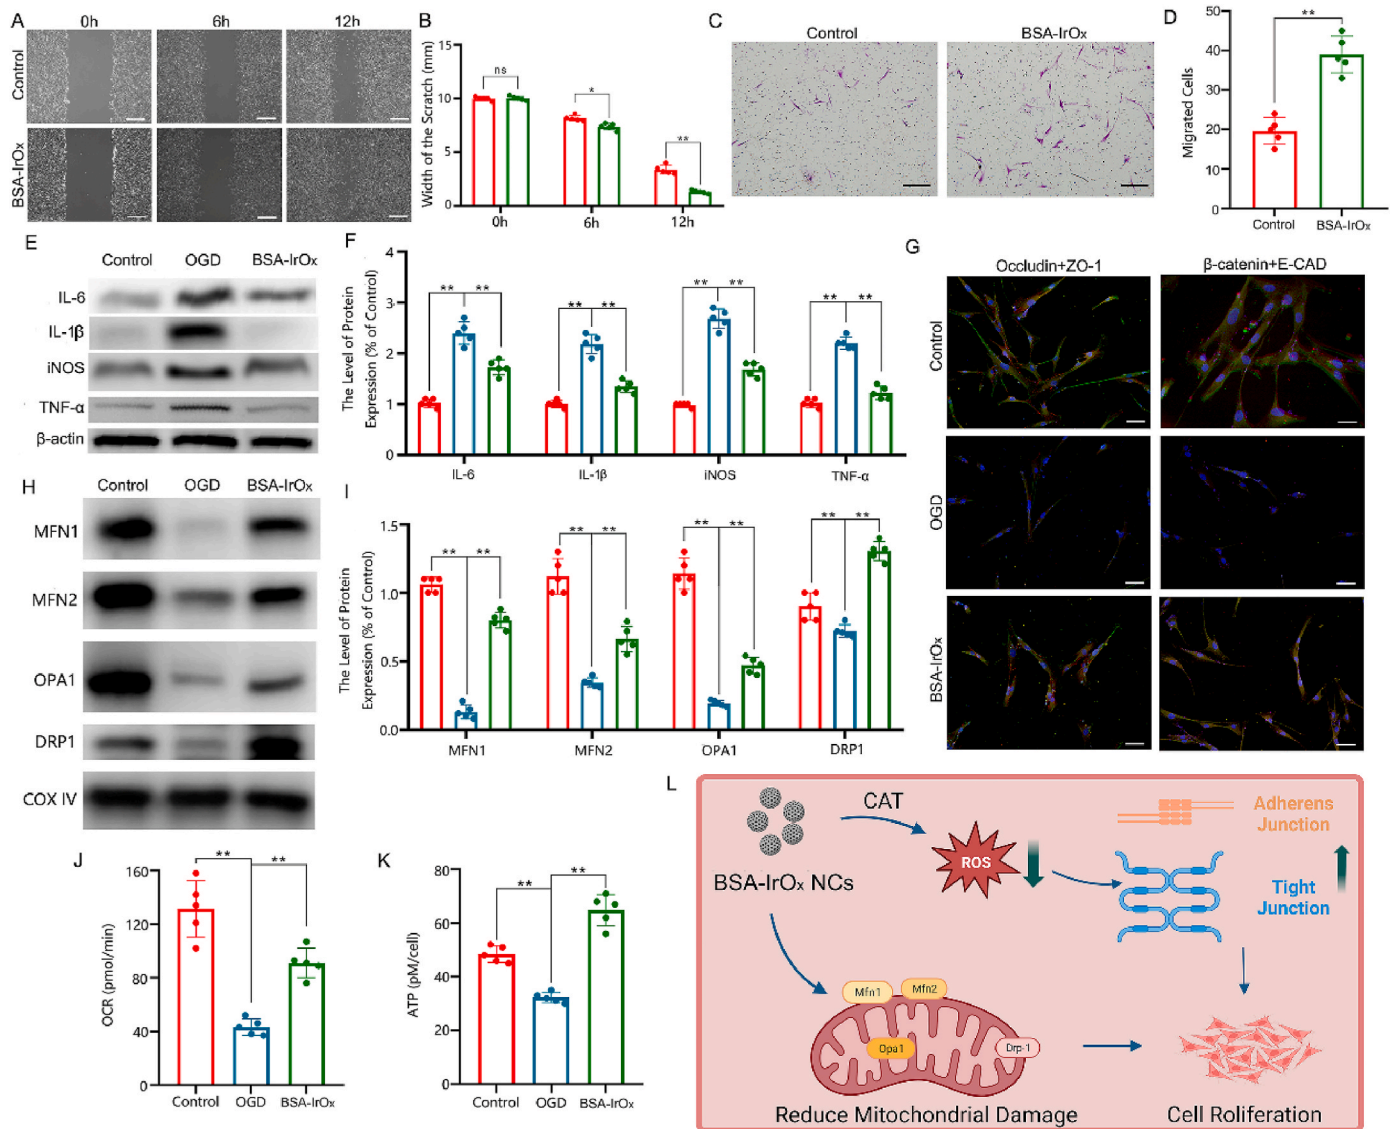 A
0h
6h
12h
Control
BSA-IrOx
B
Width of the Scratch (mm)
15
10
5
0
ns
*
**
0h
6h
12h
C
Control
BSA-IrOx
D
Migrated Cells
50
40
30
20
10
0
**
Control
BSA-IrOx
E
Control
OGD
BSA-IrOx
IL-6
IL-1β
iNOS
TNF-α
β-actin
F
The Level of Protein
Expression (% of Control)
4
3
2
1
0
** **
** **
** **
** **
IL-6
IL-1β
iNOS
TNF-α
G
Occludin+ZO-1
β-catenin+E-CAD
Control
OGD
BSA-IrOx
H
Control
OGD
BSA-IrOx
MFN1
MFN2
OPA1
DRP1
COX IV
I
The Level of Protein
Expression (% of Control)
1.5
1.0
0.5
0.0
** **
** **
** **
** **
MFN1
MFN2
OPA1
DRP1
J
OCR (pmol/min)
160
120
80
40
0
**
**
Control
OGD
BSA-IrOx
K
ATP (pM/cell)
80
60
40
20
0
**
**
Control
OGD
BSA-IrOx
L
BSA-IrOx NCs
CAT
ROS
Adherens
Junction
Tight
Junction
Mfn1
Mfn2
Opa1
Drp-1
Reduce Mitochondrial Damage
Cell Roliferation